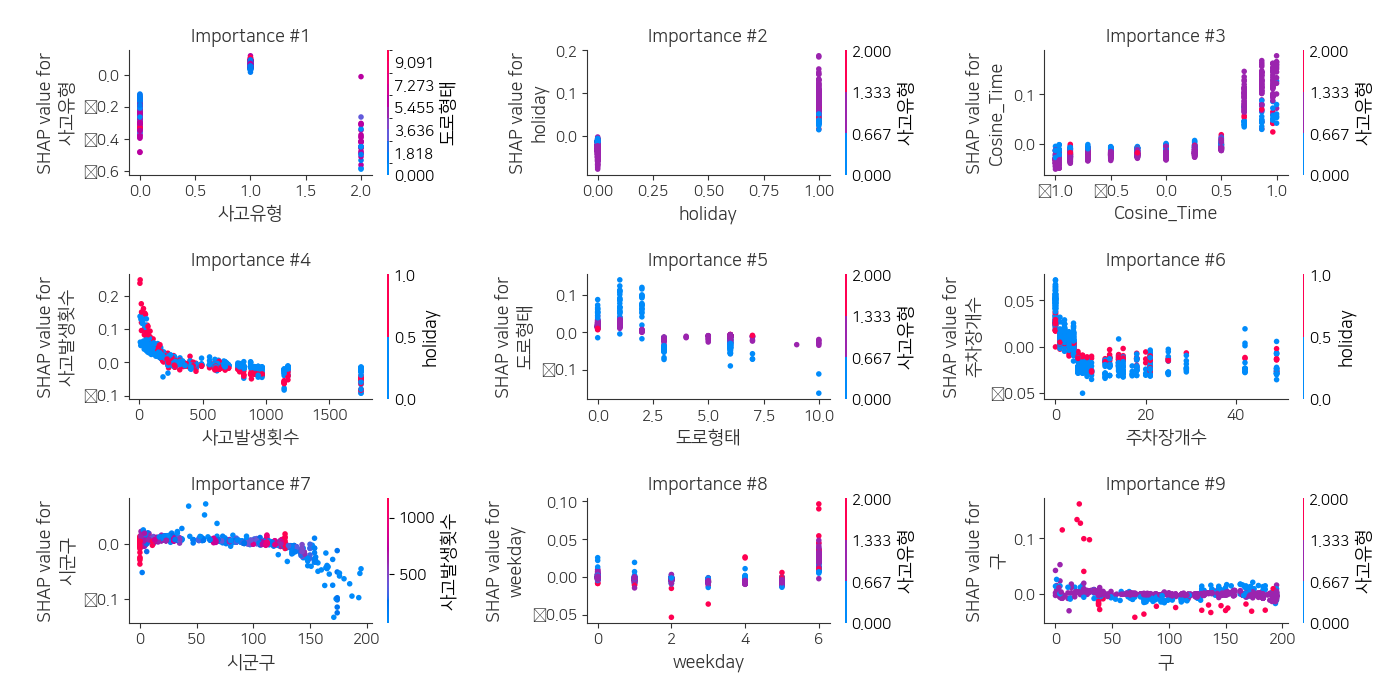 Importance #1
SHAP value for
사고유형
0.0
0.2
0.4
0.6
0.0
0.5
1.0
1.5
2.0
사고유형
9.091
7.273
5.455
3.636
1.818
0.000
도로형태
Importance #2
SHAP value for
holiday
0.2
0.1
0.0
0.00
0.25
0.50
0.75
1.00
holiday
2.000
1.333
0.667
0.000
사고유형
Importance #3
SHAP value for
Cosine_Time
0.1
0.0
1.0
0.5
0.0
0.5
1.0
Cosine_Time
2.000
1.333
0.667
0.000
사고유형
Importance #4
SHAP value for
사고발생횟수
0.2
0.1
0.0
0.1
0
500
1000
1500
사고발생횟수
1.0
0.5
0.0
holiday
Importance #5
SHAP value for
도로형태
0.1
0.0
0.1
0.0
2.5
5.0
7.5
10.0
도로형태
2.000
1.333
0.667
0.000
사고유형
Importance #6
SHAP value for
주차장개수
0.05
0.00
0.05
0
20
40
주차장개수
1.0
0.5
0.0
holiday
Importance #7
SHAP value for
시군구
0.0
0.1
0
50
100
150
200
시군구
1000
500
사고발생횟수
Importance #8
SHAP value for
weekday
0.10
0.05
0.00
0.05
0
2
4
6
weekday
2.000
1.333
0.667
0.000
사고유형
Importance #9
SHAP value for
구
0.1
0.0
0
50
100
150
200
구
2.000
1.333
0.667
0.000
사고유형